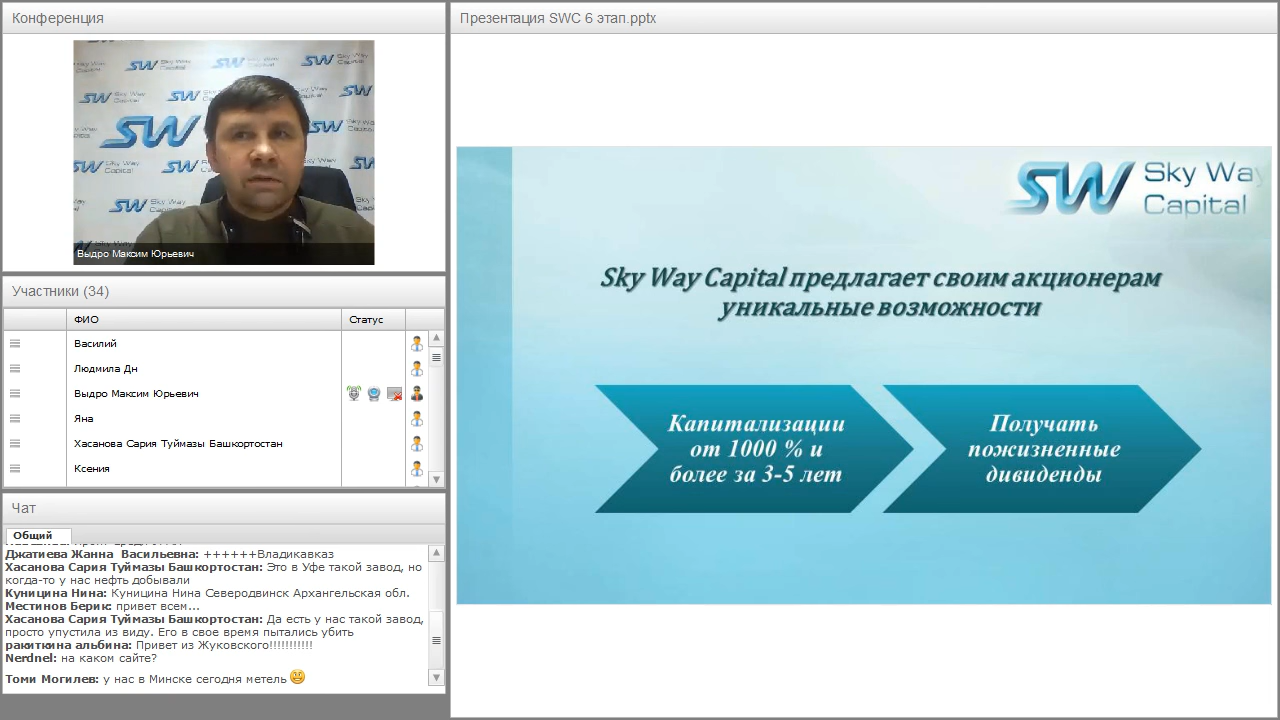 Конференция
SW Sky Way Capital
Выдро Максим Юрьевич
Участники (34)
ФИО Статус
Василий
Людмила Дн
Выдро Максим Юрьевич
Яна
Хасанова Сария Туймазы Башкортостан
Ксения
Чат
Общий
Джатиева Жанна Васильевна: ++++++Владикавказ
Хасанова Сария Туймазы Башкортостан: Это в Уфе такой завод, но
когда-то у нас нефть добывали
Куницина Нина: Куницина Нина Северодвинск Архангельская обл.
Местинов Берик: привет всем...
Хасанова Сария Туймазы Башкортостан: Да есть у нас такой завод,
просто упустила из виду. Его в свое время пытались убить
ракиткина альбина: Привет из Жуковского!!!!!!!!!!!
Nerdnel: на каком сайте?
Томи Могилев: у нас в Минске сегодня метель
Презентация SWC 6 этап.pptx
SW Sky Way
Capital
Sky Way Capital предлагает своим акционерам
уникальные возможности
Капитализации
от 1000 % и
более за 3-5 лет
Получать
пожизненные
дивиденды